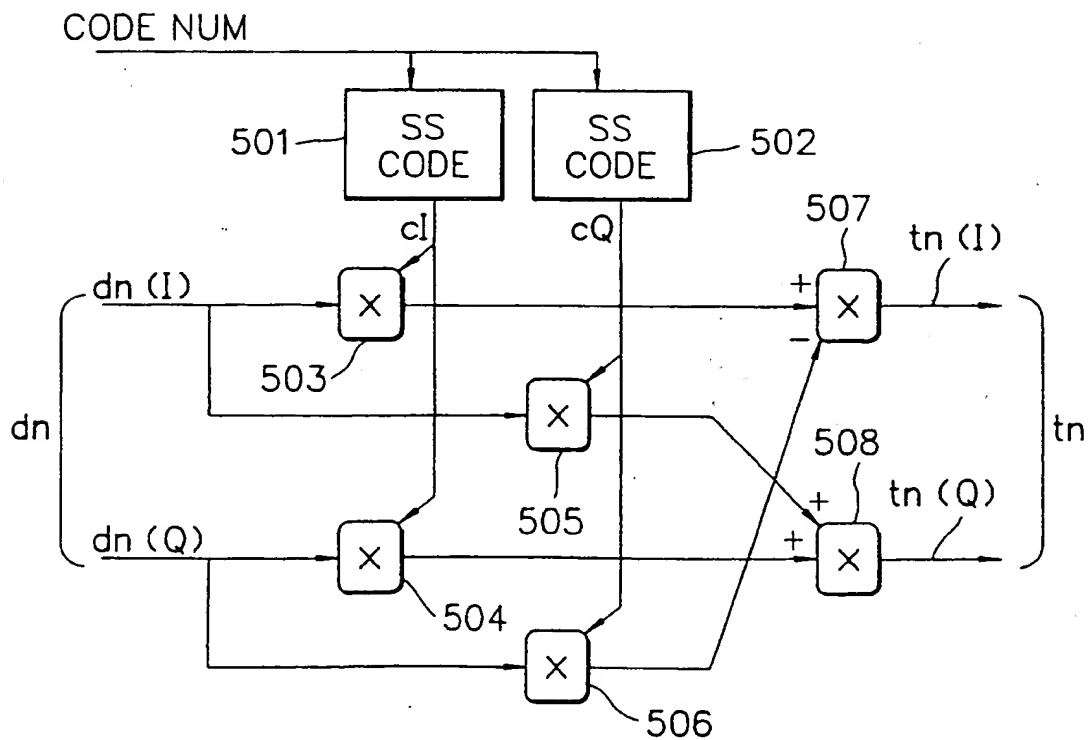 CODE NUM
501
SS
CODE
SS
CODE
502
cI
cQ
507
tn (I)
dn (I)
×
+
×
−
503
dn
×
508
tn
505
tn (Q)
dn (Q)
×
+
+
×
504
×
506